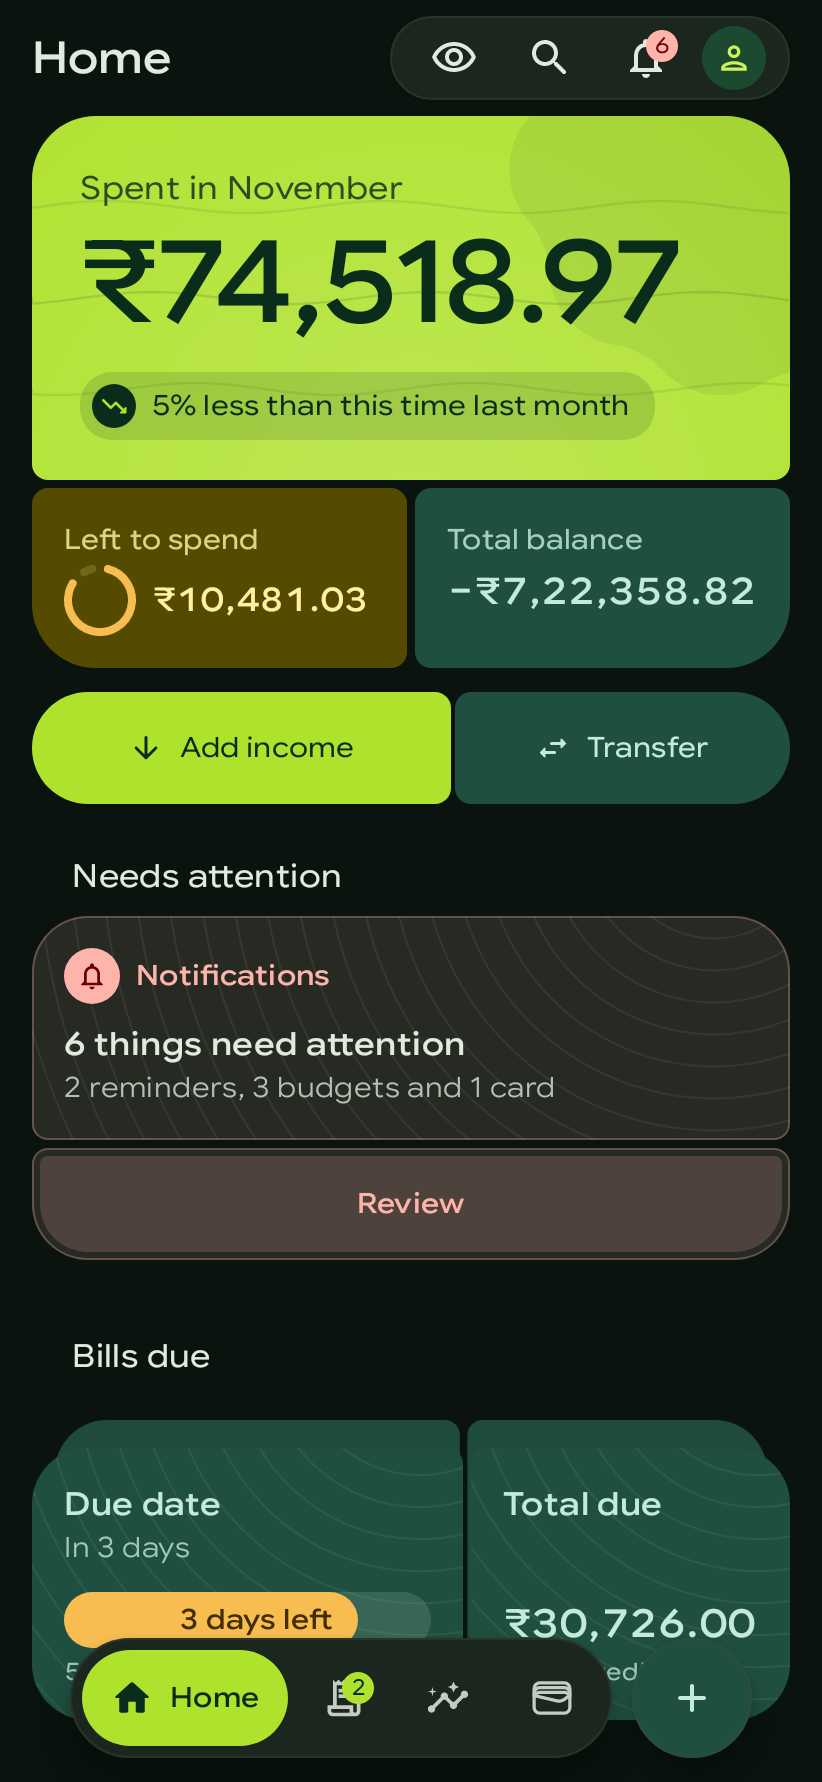 Home
6
Spent in November
₹74,518.97
5% less than this time last month
Left to spend
₹10,481.03
Total balance
−₹7,22,358.82
Add income
Transfer
Needs attention
Notifications
6 things need attention
2 reminders, 3 budgets and 1 card
Review
Bills due
Due date
In 3 days
Total due
3 days left
₹30,726.00
Home
2